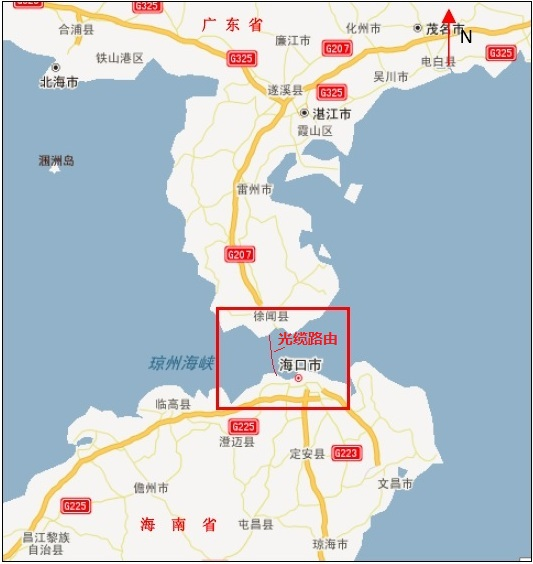 G325
G325
合浦县
广东省
化州市
茂名市
N
廉江市
G207
铁山港区
G325
电白县
G325
吴川市
北海市
遂溪县
G325
湛江市
霞山区
涠洲岛
雷州市
G207
徐闻县
光缆路由
琼州海峡
海口市
临高县
G225
澄迈县
定安县
G223
文昌市
儋州市
G225
海南省
屯昌县
昌江黎族
自治县
琼海市